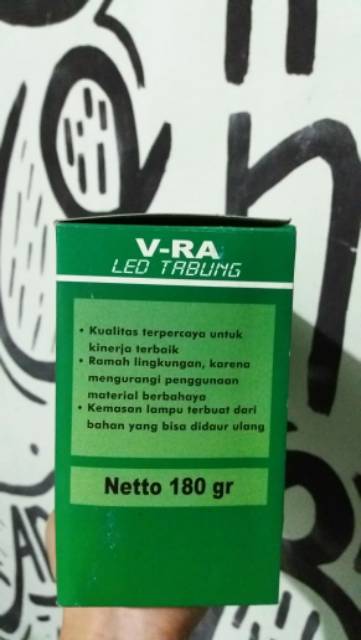 V-RA
LED TABUNG
• Kualitas terpercaya untuk
kinerja terbaik
• Ramah lingkungan, karena
mengurangi penggunaan
material berbahaya
• Kemasan lampu terbuat dari
bahan yang bisa didaur ulang
Netto 180 gr